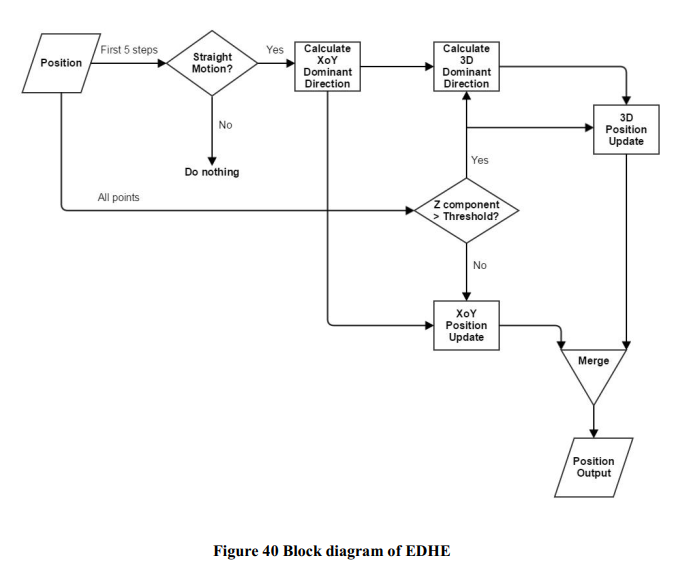 Position
First 5 steps
Straight
Motion?
Yes
Calculate
XoY
Dominant
Direction
Calculate
3D
Dominant
Direction
3D
Position
Update
No
Do nothing
Yes
All points
Z component
> Threshold?
No
XoY
Position
Update
Merge
Position
Output
Figure 40 Block diagram of EDHE